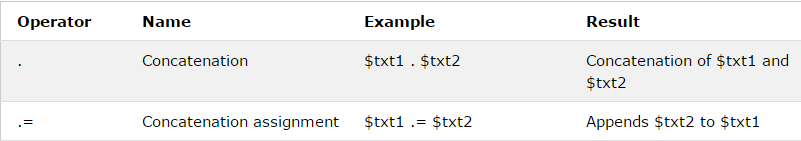 Operator Name Example Result
. Concatenation $txt1 . $txt2 Concatenation of $txt1 and
$txt2
.= Concatenation assignment $txt1 .= $txt2 Appends $txt2 to $txt1